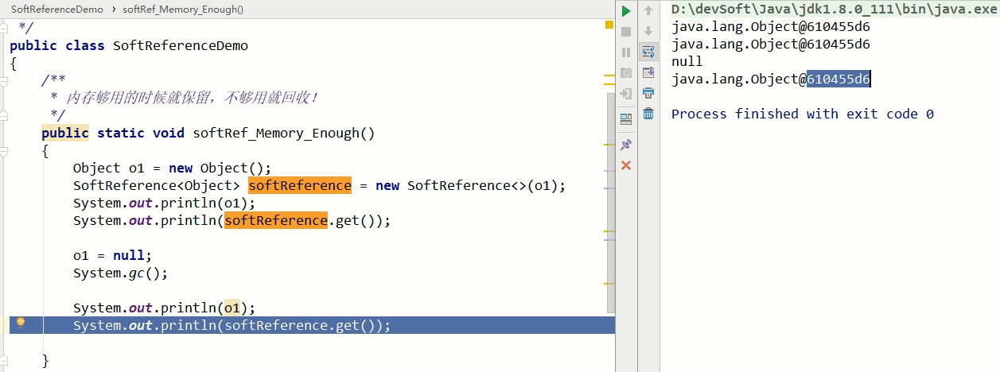 SoftReferenceDemo › softRef_Memory_Enough()
*/
public class SoftReferenceDemo
{
/**
* 内存够用的时候就保留，不够用就回收！
*/
public static void softRef_Memory_Enough()
{
Object o1 = new Object();
SoftReference<Object> softReference = new SoftReference<>(o1);
System.out.println(o1);
System.out.println(softReference.get());
o1 = null;
System.gc();
System.out.println(o1);
System.out.println(softReference.get());
}
D:\devSoft\Java\jdk1.8.0_111\bin\java.exe
java.lang.Object@610455d6
java.lang.Object@610455d6
null
java.lang.Object@610455d6
Process finished with exit code 0